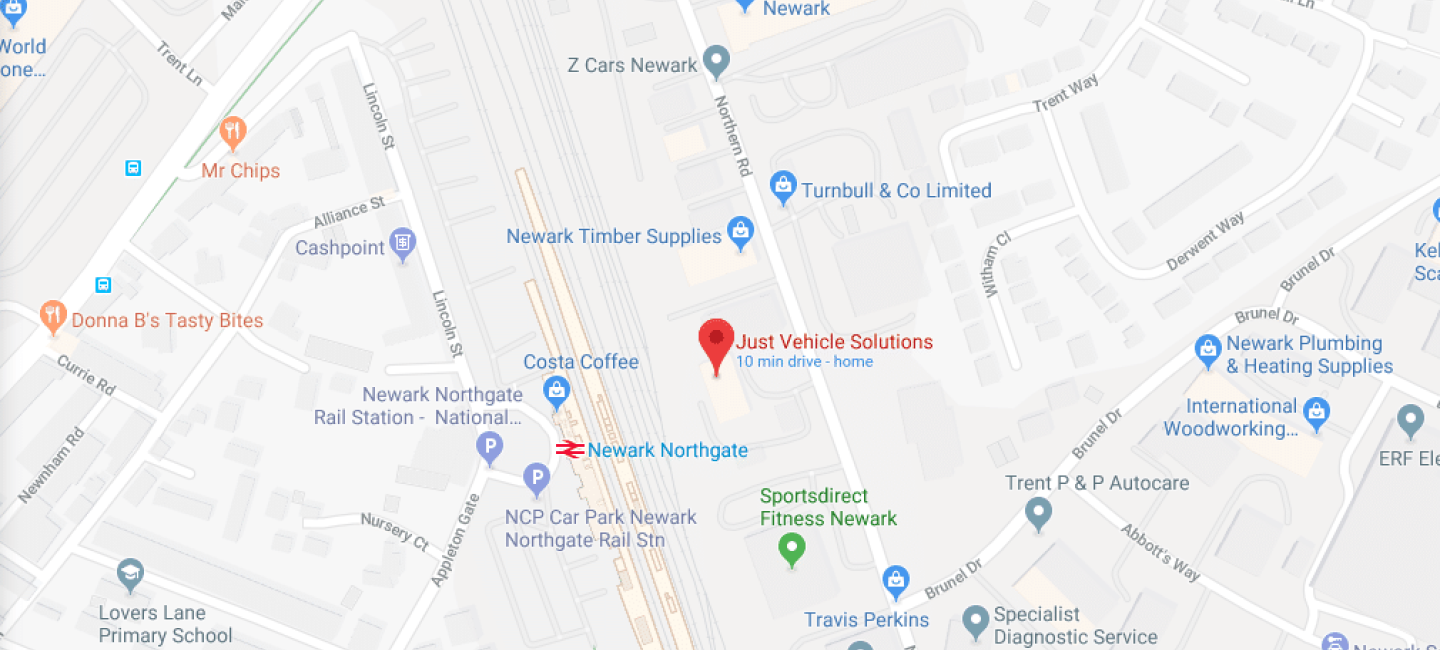 Newark
World
one...
Trent Ln
Z Cars Newark
Lincoln St
Northern Rd
Trent Way
Mr Chips
Turnbull & Co Limited
Alliance St
Cashpoint
Newark Timber Supplies
Witham Cl
Derwent Way
Brunel Dr
Donna B's Tasty Bites
Lincoln St
Brunel Dr
Just Vehicle Solutions
10 min drive - home
Newark Plumbing
& Heating Supplies
Costa Coffee
Currie Rd
Newark Northgate
Rail Station - National...
International
Woodworking...
Brunel Dr
Newark Northgate
P
P
Newnham Rd
Trent P & P Autocare
Sportsdirect
Fitness Newark
NCP Car Park Newark
Northgate Rail Stn
Nursery Ct
Appleton Gate
Abbott's Way
Brunel Dr
Lovers Lane
Primary School
Travis Perkins
Specialist
Diagnostic Service